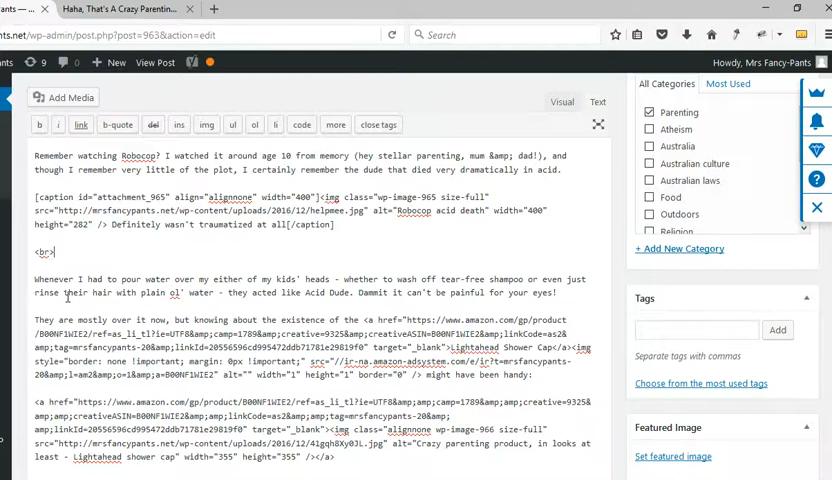 ants — ...
Haha, That's A Crazy Parentin...
nts.net/wp-admin/post.php?post=963&action=edit
Search
nts
9
0
New
View Post
Howdy, Mrs Fancy-Pants
Add Media
Visual
Text
b
i
link
b-quote
del
ins
img
ul
ol
li
code
more
close tags
Remember watching Robocop? I watched it around age 10 from memory (hey stellar parenting, mum &amp; dad!), and
though I remember very little of the plot, I certainly remember the dude that died very dramatically in acid.
[caption id="attachment_965" align="alignnone" width="400"]<img class="wp-image-965 size-full"
src="http://mrsfancypants.net/wp-content/uploads/2016/12/helpmee.jpg" alt="Robocop acid death" width="400"
height="282" /> Definitely wasn't traumatized at all[/caption]
<br>
Whenever I had to pour water over my either of my kids' heads - whether to wash off tear-free shampoo or even just
rinse their hair with plain ol' water - they acted like Acid Dude. Dammit it can't be painful for your eyes!
They are mostly over it now, but knowing about the existence of the <a href="https://www.amazon.com/gp/product
/B00NF1WIE2/ref=as_li_tl?ie=UTF8&amp;camp=1789&amp;creative=9325&amp;creativeASIN=B00NF1WIE2&amp;linkCode=as2&
amp;tag=mrsfancypants-20&amp;linkId=20556596cd995472ddb71781e29819f0" target="_blank">Lightahead Shower Cap</a><img
style="border: none !important; margin: 0px !important;" src="//ir-na.amazon-adsystem.com/e/ir?t=mrsfancypants-
20&amp;l=am2&amp;o=1&amp;a=B00NF1WIE2" alt="" width="1" height="1" border="0" /> might have been handy:
<a href="https://www.amazon.com/gp/product/B00NF1WIE2/ref=as_li_tl?ie=UTF8&amp;camp=1789&amp;creative=9325&
amp;creativeASIN=B00NF1WIE2&amp;linkCode=as2&amp;tag=mrsfancypants-20&amp;
amp;linkId=20556596cd995472ddb71781e29819f0" target="_blank"><img class="alignnone wp-image-966 size-full"
src="http://mrsfancypants.net/wp-content/uploads/2016/12/41gqh8Xy0JL.jpg" alt="Crazy parenting product, in looks at
least - Lightahead shower cap" width="355" height="355" /></a>
All Categories
Most Used
Parenting
Atheism
Australia
Australian culture
Australian laws
Food
Outdoors
Religion
+ Add New Category
Tags
Add
Separate tags with commas
Choose from the most used tags
Featured Image
Set featured image